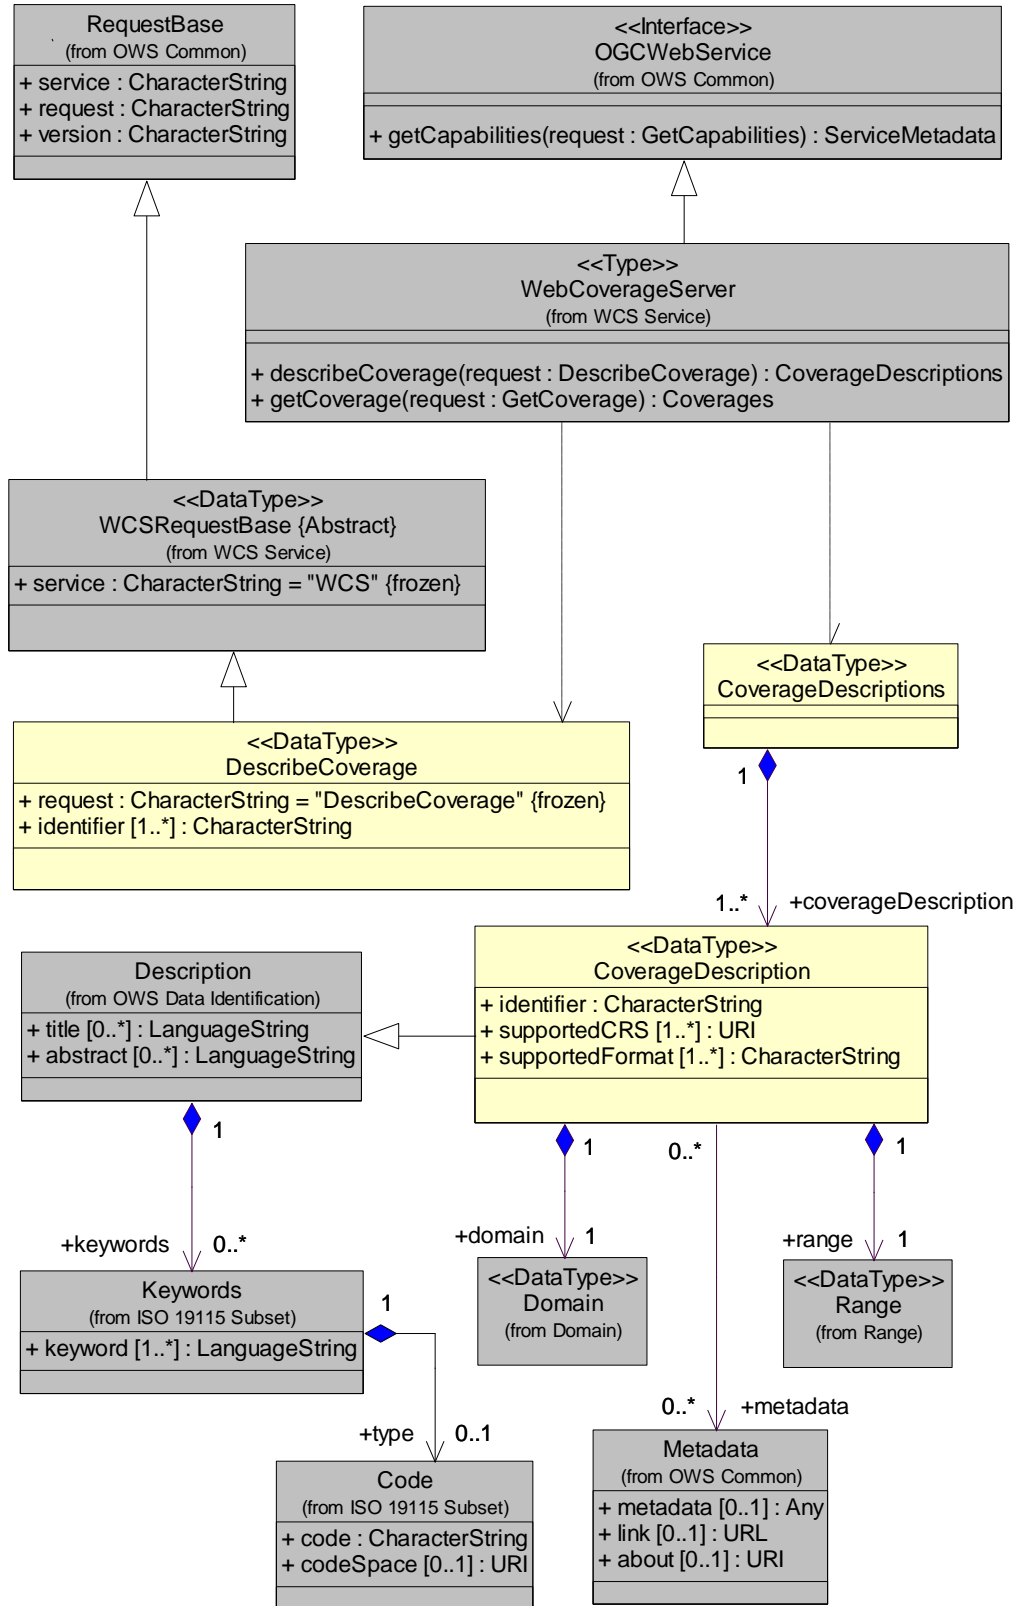 RequestBase
(from OWS Common)
+ service : CharacterString
+ request : CharacterString
+ version : CharacterString
<<Interface>>
OGCWebService
(from OWS Common)
+ getCapabilities(request : GetCapabilities) : ServiceMetadata
<<Type>>
WebCoverageServer
(from WCS Service)
+ describeCoverage(request : DescribeCoverage) : CoverageDescriptions
+ getCoverage(request : GetCoverage) : Coverages
<<DataType>>
WCSRequestBase {Abstract}
(from WCS Service)
+ service : CharacterString = "WCS" {frozen}
<<DataType>>
CoverageDescriptions
<<DataType>>
DescribeCoverage
+ request : CharacterString = "DescribeCoverage" {frozen}
+ identifier [1..*] : CharacterString
1
1..*
+coverageDescription
<<DataType>>
CoverageDescription
+ identifier : CharacterString
+ supportedCRS [1..*] : URI
+ supportedFormat [1..*] : CharacterString
Description
(from OWS Data Identification)
+ title [0..*] : LanguageString
+ abstract [0..*] : LanguageString
1
1
0..*
1
+keywords
0..*
+domain
1
+range
1
Keywords
(from ISO 19115 Subset)
+ keyword [1..*] : LanguageString
1
<<DataType>>
Domain
(from Domain)
<<DataType>>
Range
(from Range)
+type
0..1
0..*
+metadata
Code
(from ISO 19115 Subset)
+ code : CharacterString
+ codeSpace [0..1] : URI
Metadata
(from OWS Common)
+ metadata [0..1] : Any
+ link [0..1] : URL
+ about [0..1] : URI